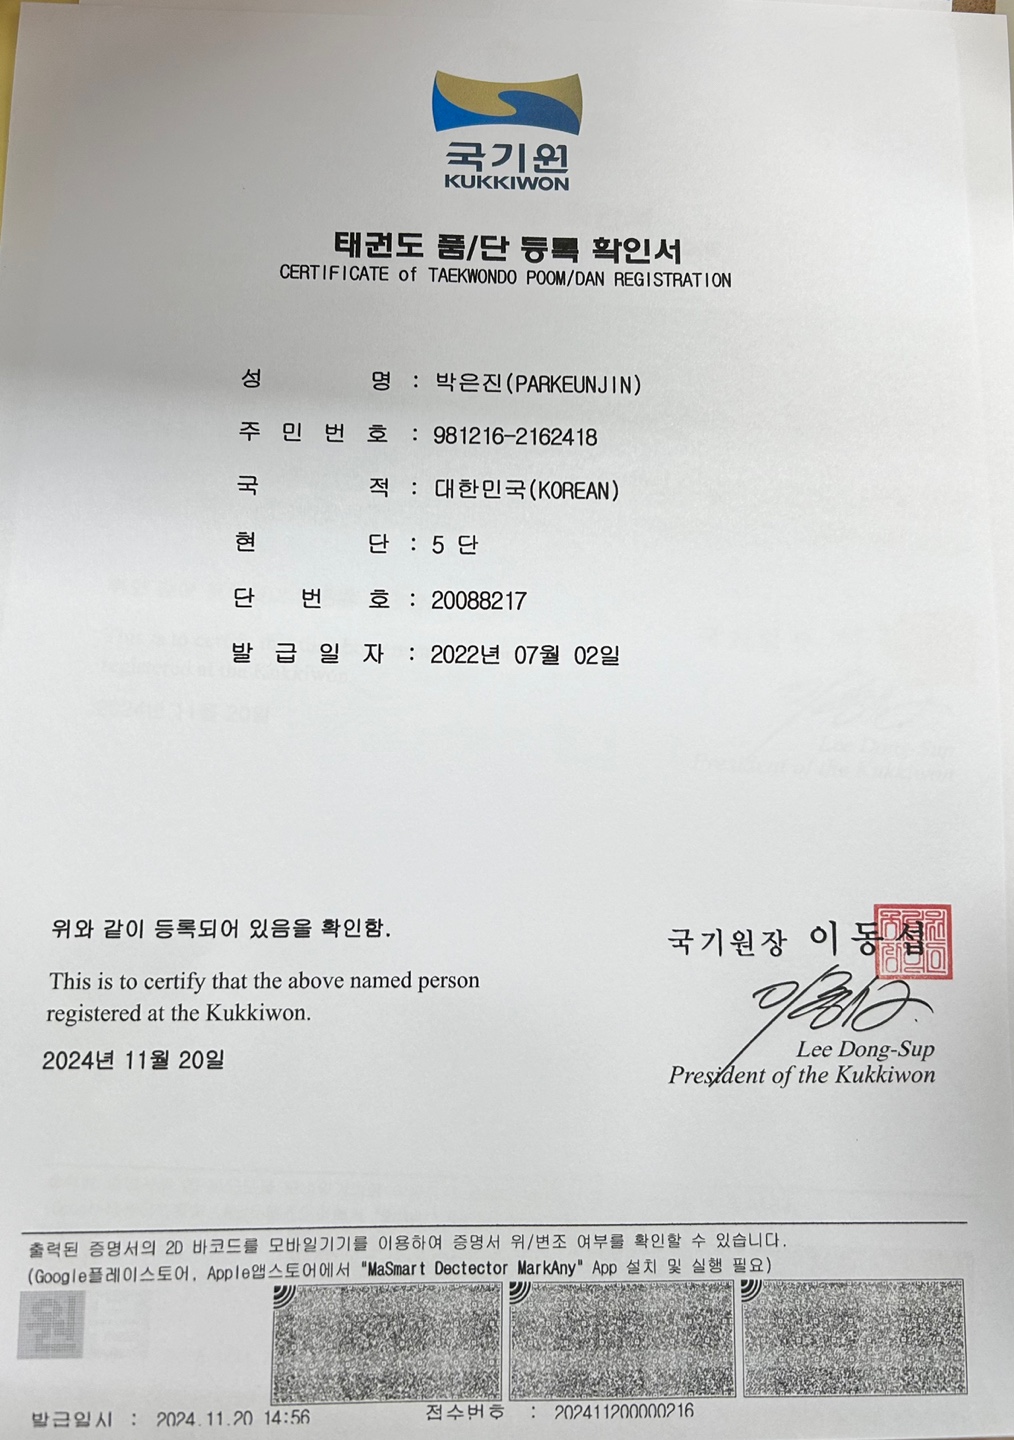 국기원
KUKKIWON
태권도 품/단 등록 확인서
CERTIFICATE of TAEKWONDO POOM/DAN REGISTRATION
성 명 : 박은진(PARKEUNJIN)
주 민 번 호 : 981216-2162418
국 적 : 대한민국(KOREAN)
현 단 : 5 단
단 번 호 : 20088217
발 급 일 자 : 2022년 07월 02일
위와 같이 등록되어 있음을 확인함.
This is to certify that the above named person
registered at the Kukkiwon.
2024년 11월 20일
국기원장 이동섭
Lee Dong-Sup
President of the Kukkiwon
출력된 증명서의 2D 바코드를 모바일기기를 이용하여 증명서 위/변조 여부를 확인할 수 있습니다.
(Google플레이스토어, Apple앱스토어에서 "MaSmart Dectector MarkAny" App 설치 및 실행 필요)
원
발급일시 : 2024.11.20 14:56
접수번호 : 202411200000216